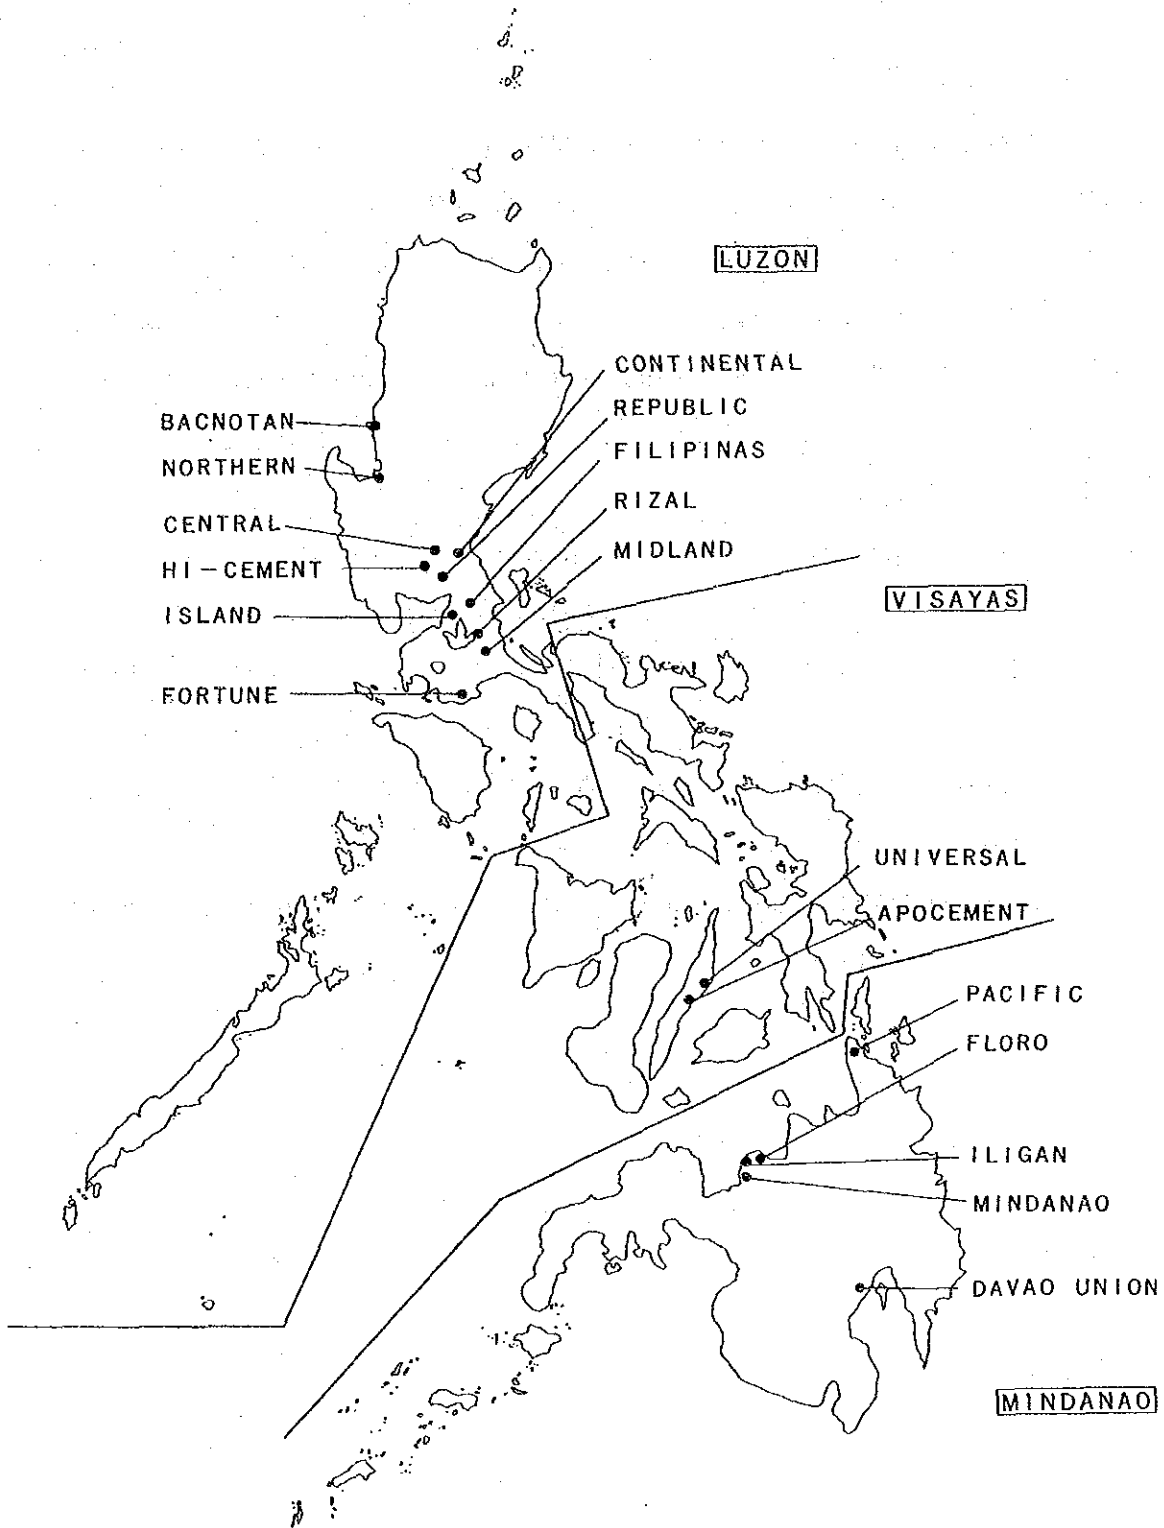 LUZON
CONTINENTAL
REPUBLIC
BACNOTAN
FILIPINAS
NORTHERN
RIZAL
CENTRAL
MIDLAND
HI-CEMENT
VISAYAS
ISLAND
FORTUNE
UNIVERSAL
APOCEMENT
PACIFIC
FLORO
ILIGAN
MINDANAO
DAVAO UNION
MINDANAO